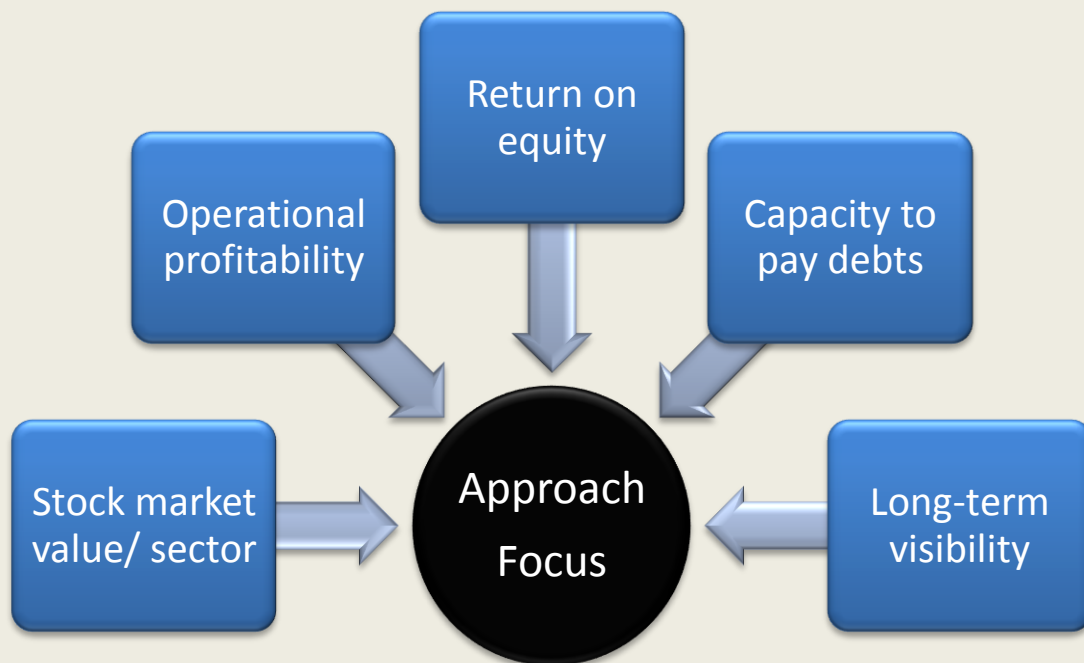 Return on
equity
Operational
profitability
Capacity to
pay debts
Stock market
value/ sector
Approach
Focus
Long-term
visibility